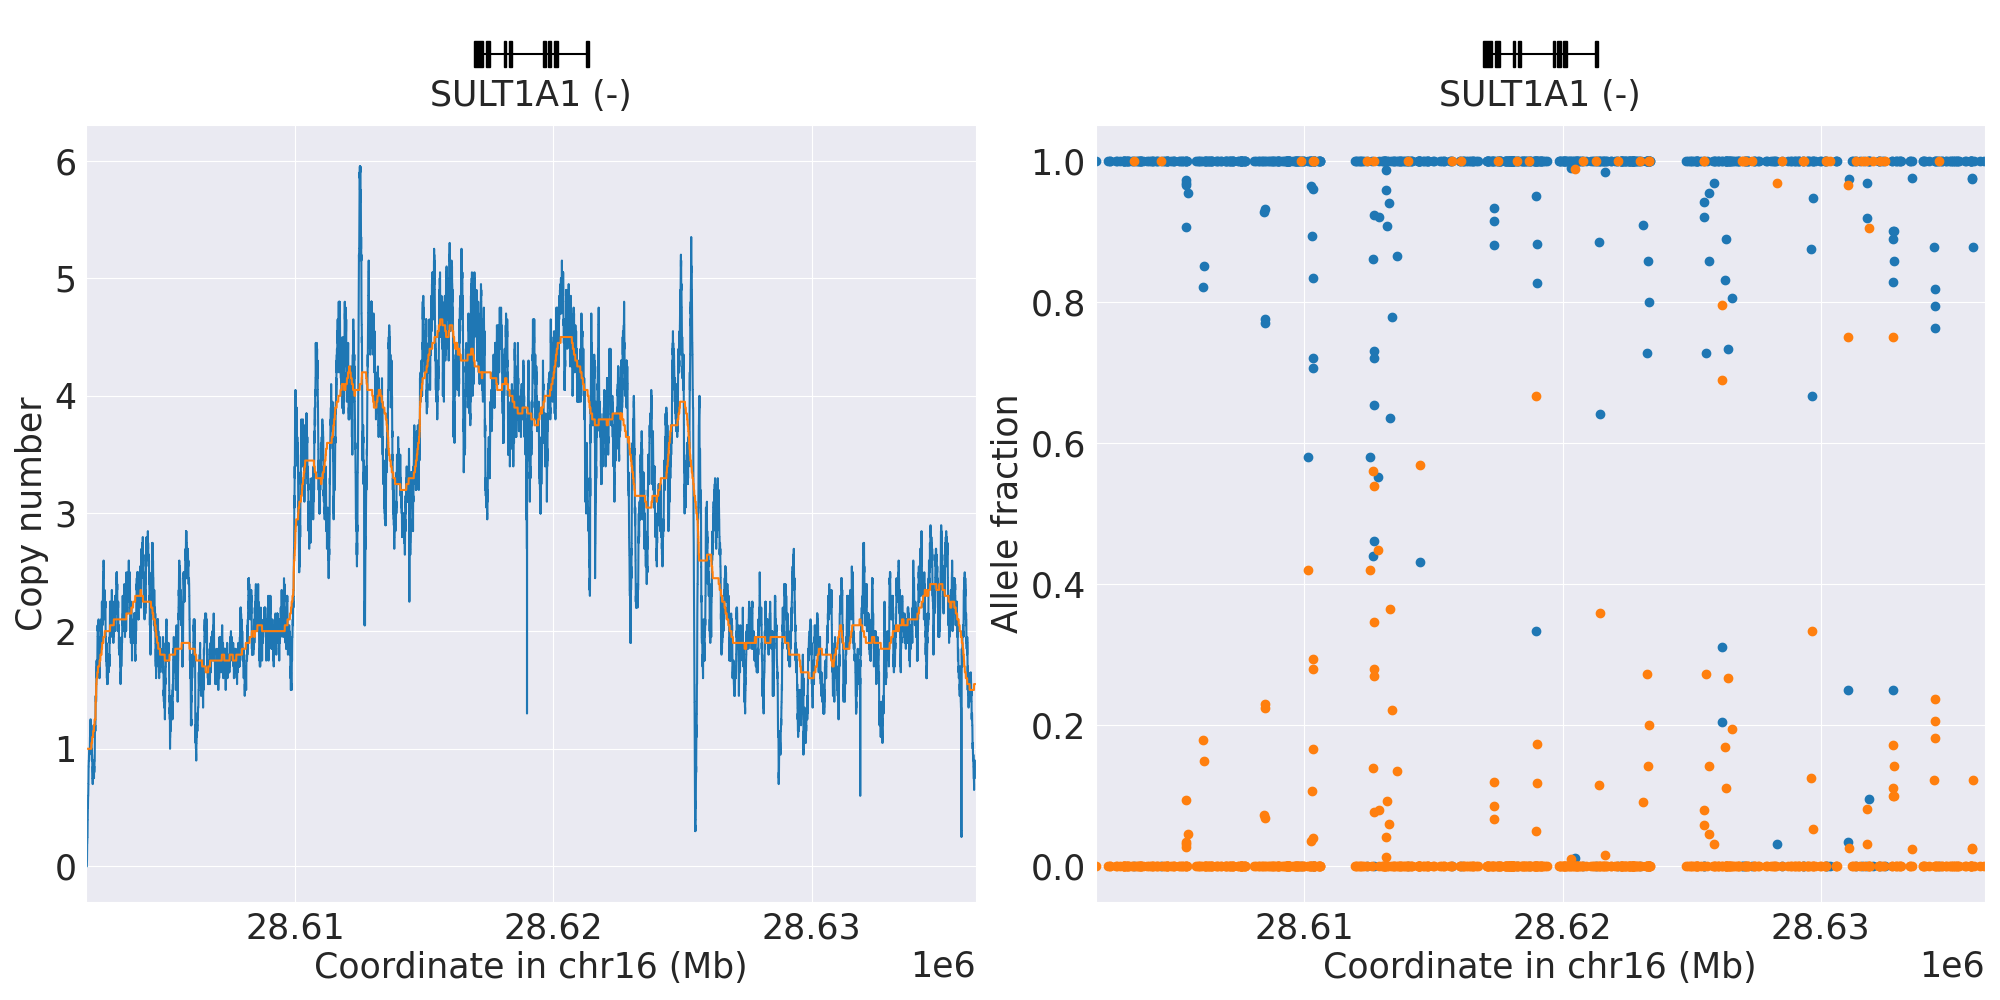 SULT1A1 (-)
Copy number
6
5
4
3
2
1
0
28.61 28.62 28.63
Coordinate in chr16 (Mb)
1e6
SULT1A1 (-)
Allele fraction
1.0
0.8
0.6
0.4
0.2
0.0
28.61 28.62 28.63
Coordinate in chr16 (Mb)
1e6